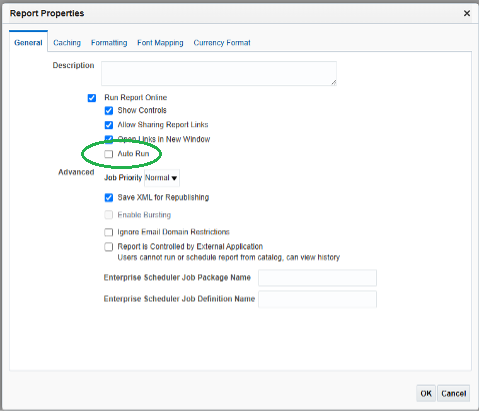 Report Properties
General Caching Formatting Font Mapping Currency Format
Description
Run Report Online
Show Controls
Allow Sharing Report Links
Open Links in New Window
Auto Run
Advanced
Job Priority Normal
Save XML for Republishing
Enable Bursting
Ignore Email Domain Restrictions
Report is Controlled by External Application
Users cannot run or schedule report from catalog, can view history
Enterprise Scheduler Job Package Name
Enterprise Scheduler Job Definition Name
OK Cancel